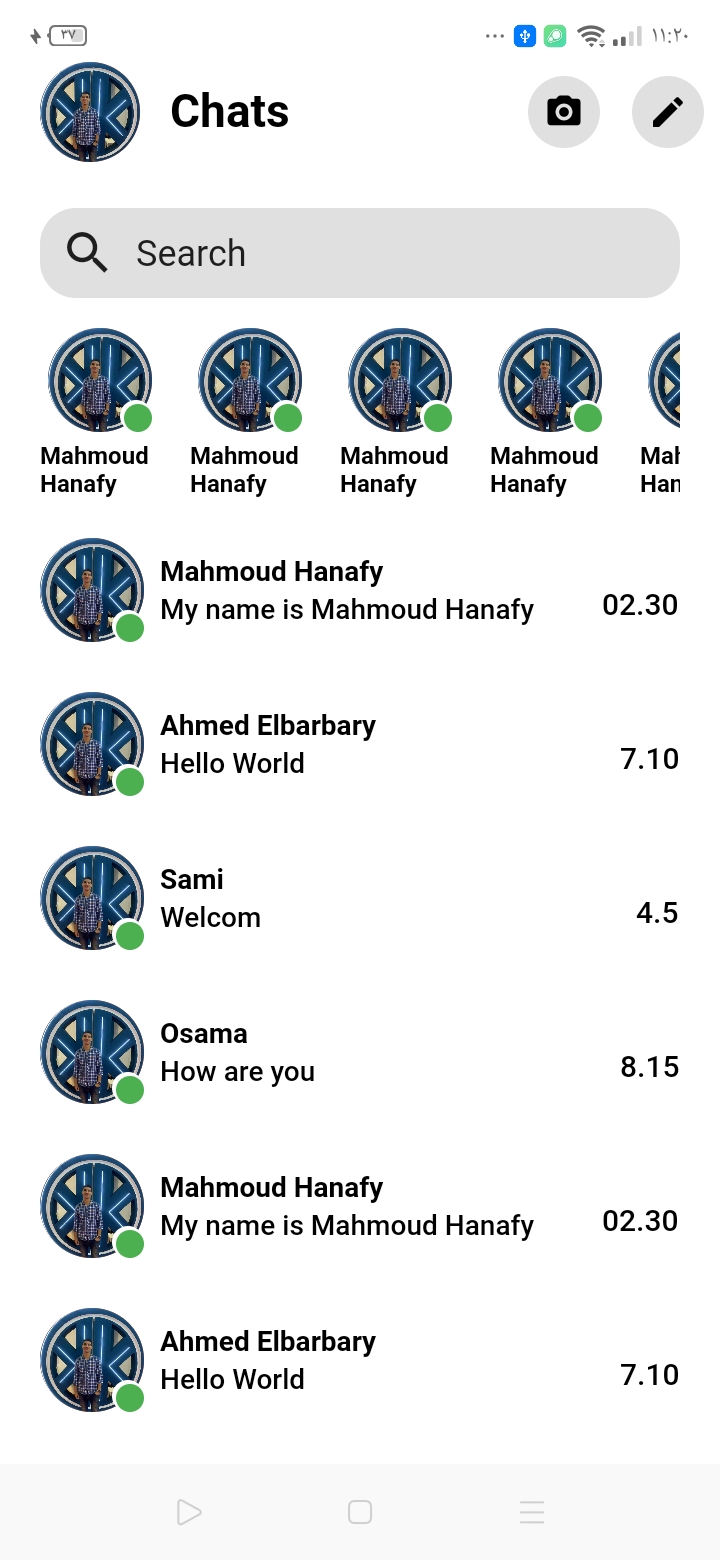 ٣٧
١١:٢٠
Chats
Search
Mahmoud Mahmoud Mahmoud Mahmoud Mah
Hanafy Hanafy Hanafy Hanafy Han
Mahmoud Hanafy
My name is Mahmoud Hanafy 02.30
Ahmed Elbarbary
Hello World 7.10
Sami
Welcom 4.5
Osama
How are you 8.15
Mahmoud Hanafy
My name is Mahmoud Hanafy 02.30
Ahmed Elbarbary
Hello World 7.10